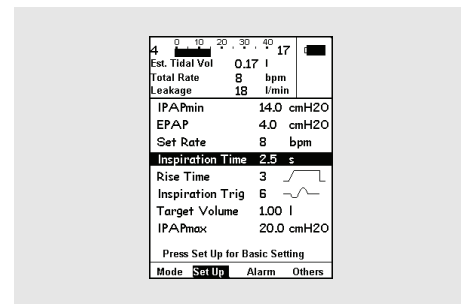 0 10 20 30 40
4 17
Est. Tidal Vol 0.17 l
Total Rate 8 bpm
Leakage 18 l/min
IPAPmin 14.0 cmH2O
EPAP 4.0 cmH2O
Set Rate 8 bpm
Inspiration Time 2.5 s
Rise Time 3
Inspiration Trig 6
Target Volume 1.00 l
IPAPmax 20.0 cmH2O
Press Set Up for Basic Setting
Mode Set Up Alarm Others